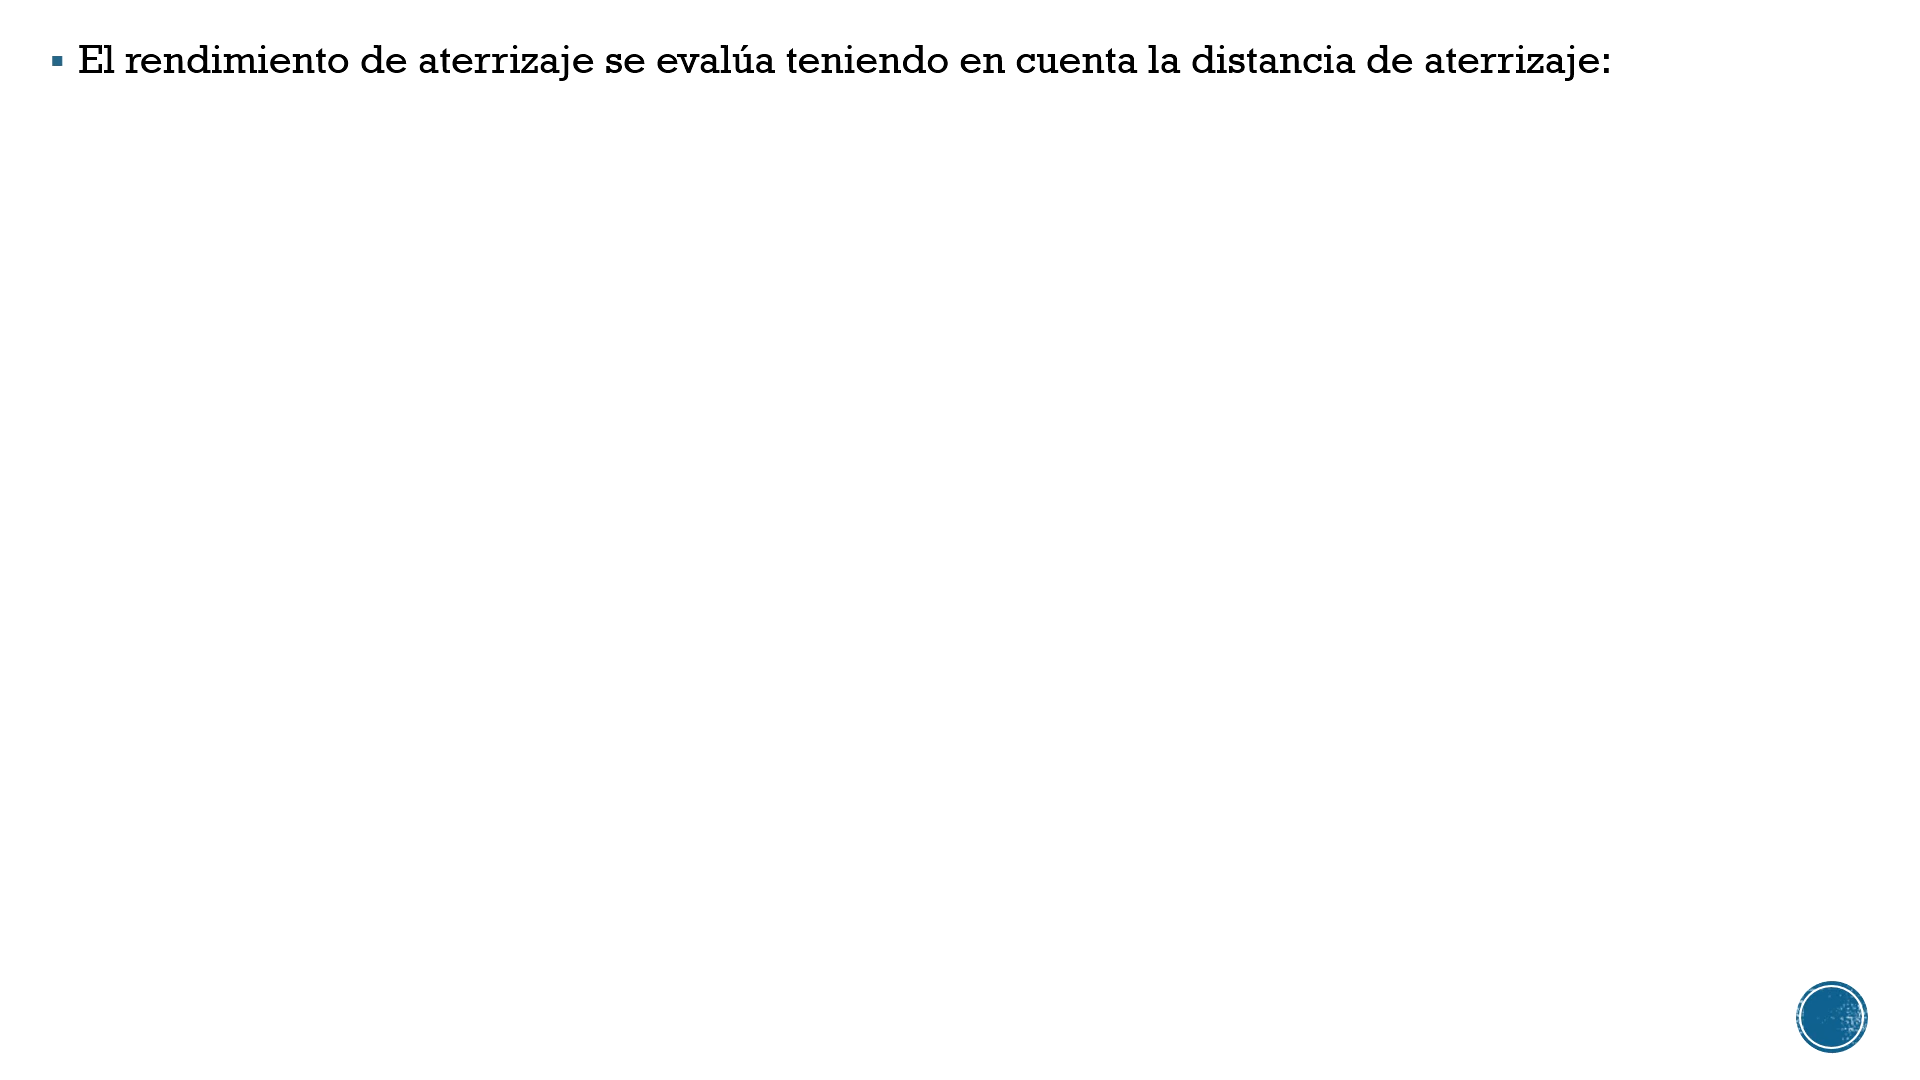 El rendimiento de aterrizaje se evalúa teniendo en cuenta la distancia de aterrizaje: